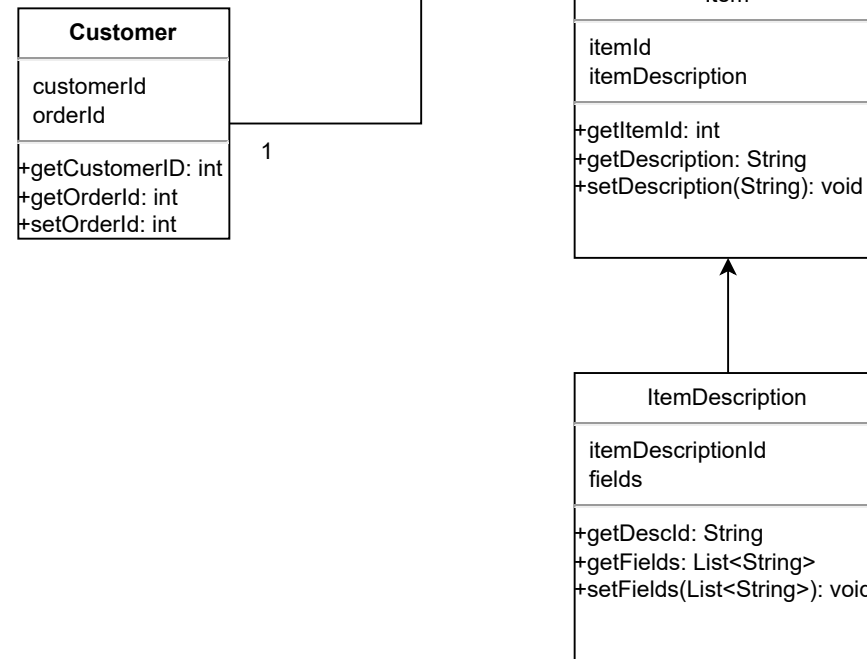 Customer
customerId
orderId
+getCustomerID: int
+getOrderId: int
+setOrderId: int
1
itemId
itemDescription
+getItemId: int
+getDescription: String
+setDescription(String): void
ItemDescription
itemDescriptionId
fields
+getDescId: String
+getFields: List<String>
+setFields(List<String>): void